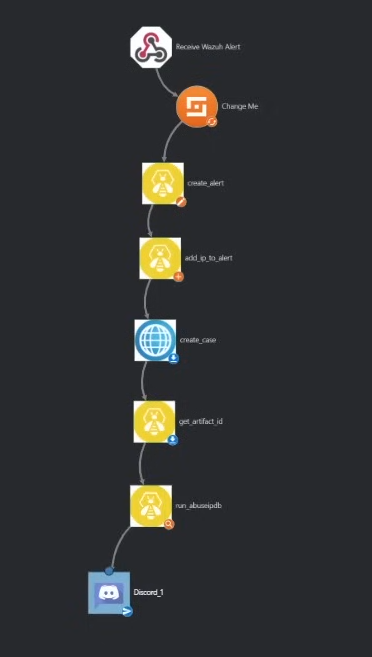 Receive Wazuh Alert
Change Me
create_alert
add_ip_to_alert
create_case
get_artifact_id
run_abuseipdb
Discord_1